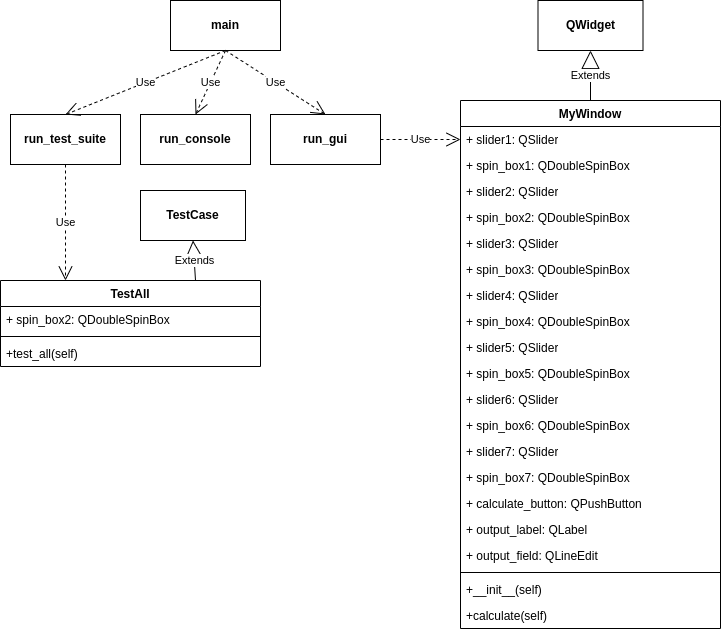 main
QWidget
Use
Use
Use
Extends
run_test_suite
run_console
run_gui
Use
MyWindow
+ slider1: QSlider
+ spin_box1: QDoubleSpinBox
+ slider2: QSlider
+ spin_box2: QDoubleSpinBox
+ slider3: QSlider
+ spin_box3: QDoubleSpinBox
+ slider4: QSlider
+ spin_box4: QDoubleSpinBox
+ slider5: QSlider
+ spin_box5: QDoubleSpinBox
+ slider6: QSlider
+ spin_box6: QDoubleSpinBox
+ slider7: QSlider
+ spin_box7: QDoubleSpinBox
+ calculate_button: QPushButton
+ output_label: QLabel
+ output_field: QLineEdit
+__init__(self)
+calculate(self)
Use
TestCase
Extends
TestAll
+ spin_box2: QDoubleSpinBox
+test_all(self)